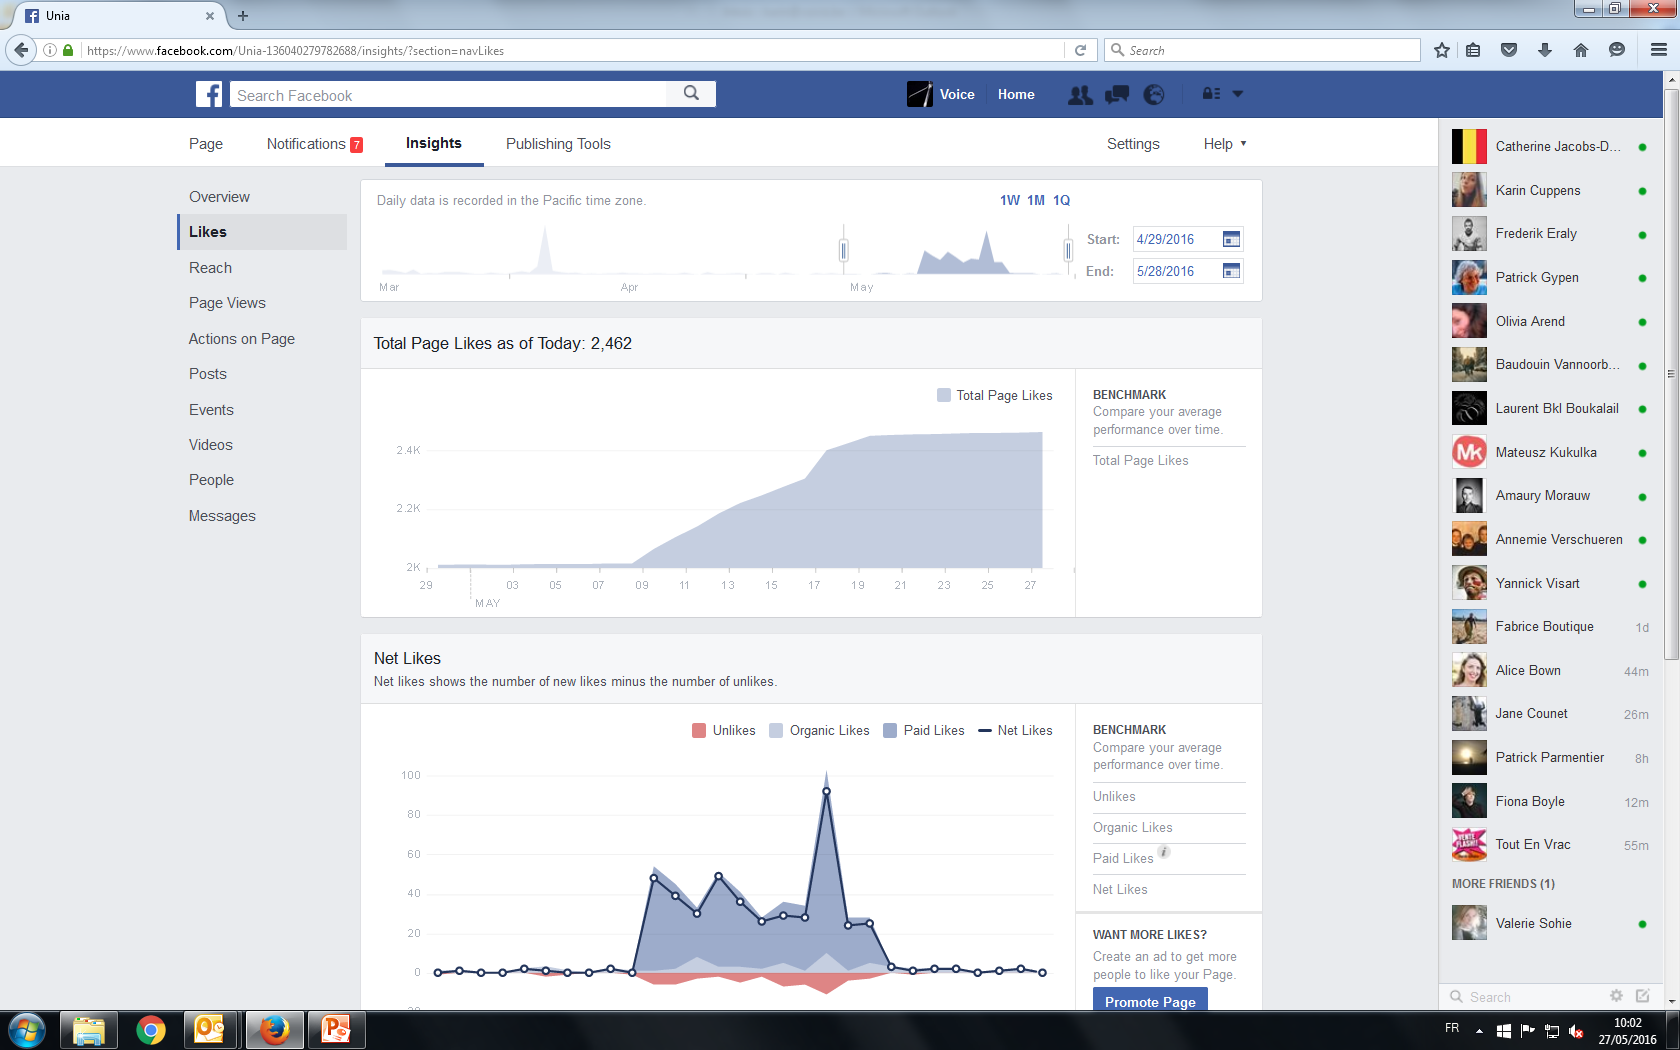 Unia
https://www.facebook.com/Unia-136040279782688/insights/?section=navLikes
Search
Search Facebook
Voice
Home
Page
Notifications 7
Insights
Publishing Tools
Settings
Help
Overview
Likes
Reach
Page Views
Actions on Page
Posts
Events
Videos
People
Messages
Daily data is recorded in the Pacific time zone.
1W 1M 1Q
Start: 4/29/2016
End: 5/28/2016
Mar Apr May
Total Page Likes as of Today: 2,462
Total Page Likes
2.4K
2.2K
2K
29 03 05 07 09 11 13 15 17 19 21 23 25 27
MAY
BENCHMARK
Compare your average
performance over time.
Total Page Likes
Net Likes
Net likes shows the number of new likes minus the number of unlikes.
Unlikes Organic Likes Paid Likes Net Likes
100
80
60
40
20
0
BENCHMARK
Compare your average
performance over time.
Unlikes
Organic Likes
Paid Likes i
Net Likes
WANT MORE LIKES?
Create an ad to get more
people to like your Page.
Promote Page
Catherine Jacobs-D...
Karin Cuppens
Frederik Eraly
Patrick Gypen
Olivia Arend
Baudouin Vannoorb...
Laurent Bkl Boukalail
Mk
Mateusz Kukulka
Amaury Morauw
Annemie Verschueren
Yannick Visart
Fabrice Boutique 1d
Alice Bown 44m
Jane Counet 26m
Patrick Parmentier 8h
Fiona Boyle 12m
Tout En Vrac 55m
MORE FRIENDS (1)
Valerie Sohie
Search
FR
10:02
27/05/2016